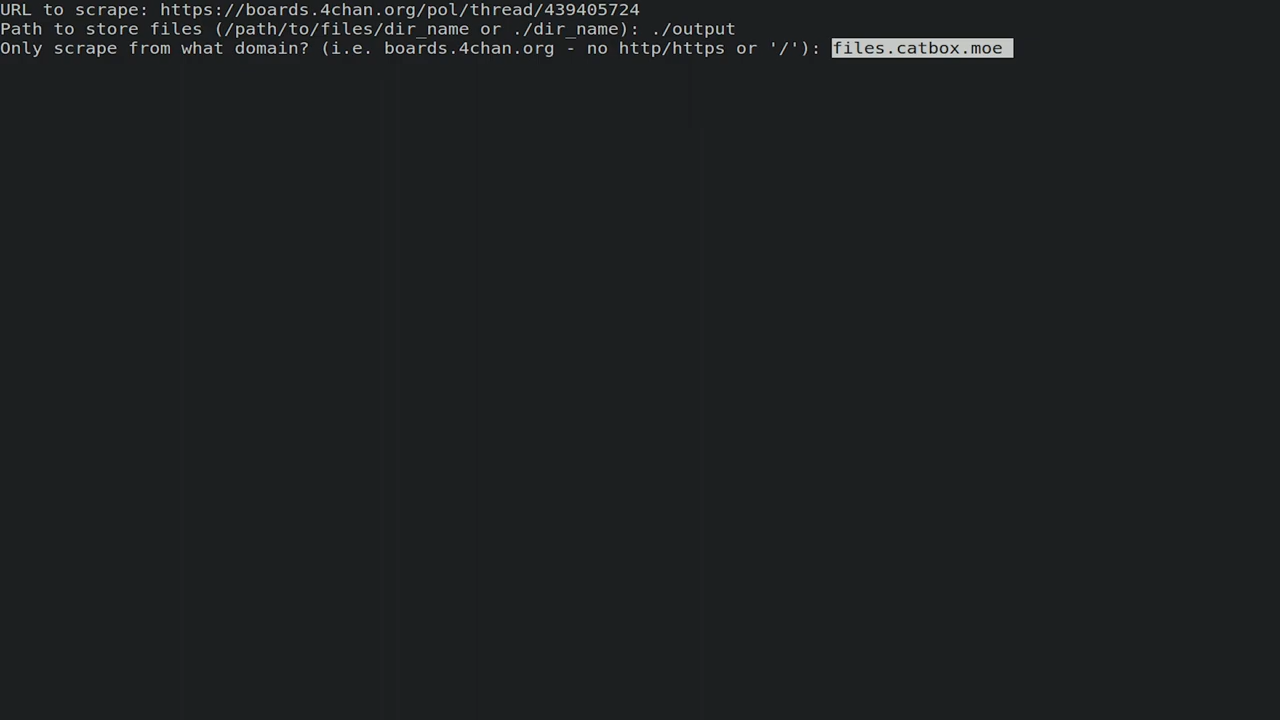 URL to scrape: https://boards.4chan.org/pol/thread/439405724
Path to store files (/path/to/files/dir_name or ./dir_name): ./output
Only scrape from what domain? (i.e. boards.4chan.org - no http/https or '/'): files.catbox.moe